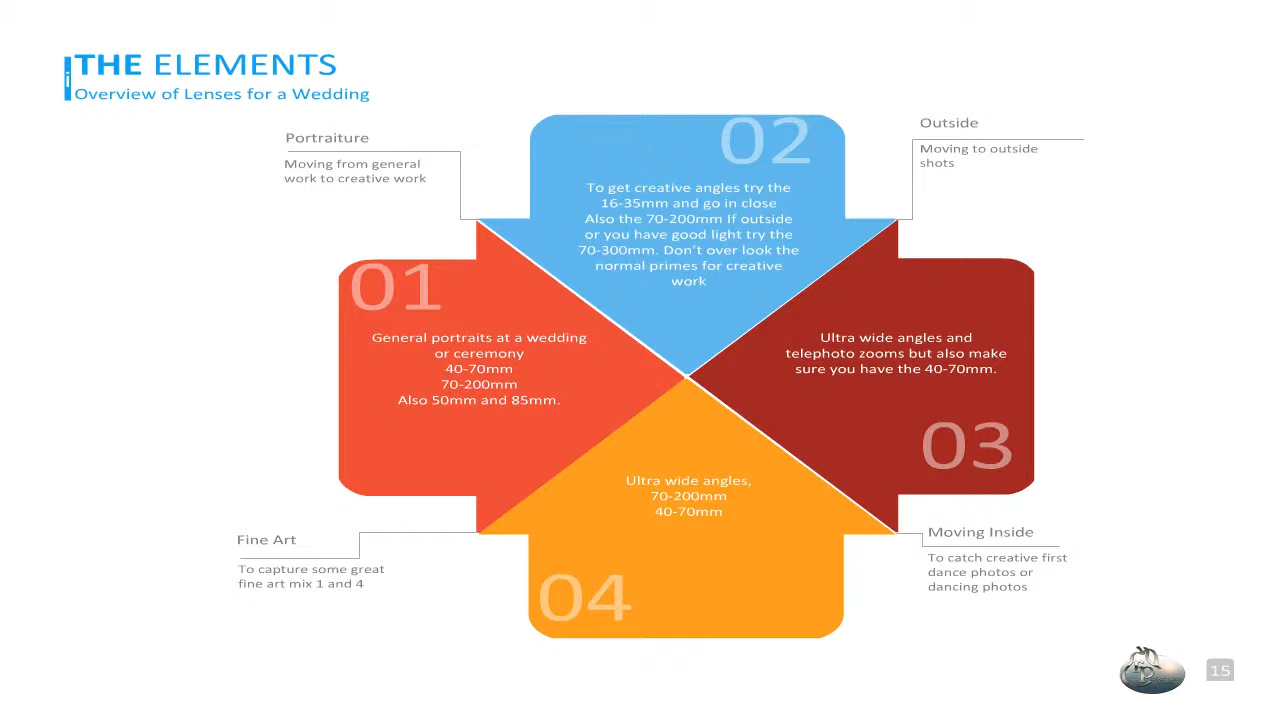 THE ELEMENTS
Overview of Lenses for a Wedding
Portraiture
Moving from general
work to creative work
Outside
Moving to outside
shots
02
To get creative angles try the
16-35mm and go in close
Also the 70-200mm If outside
or you have good light try the
70-300mm. Don't over look the
normal primes for creative
work
01
General portraits at a wedding
or ceremony
40-70mm
70-200mm
Also 50mm and 85mm.
Ultra wide angles and
telephoto zooms but also make
sure you have the 40-70mm.
03
Ultra wide angles,
70-200mm
40-70mm
04
Fine Art
To capture some great
fine art mix 1 and 4
Moving Inside
To catch creative first
dance photos or
dancing photos
15